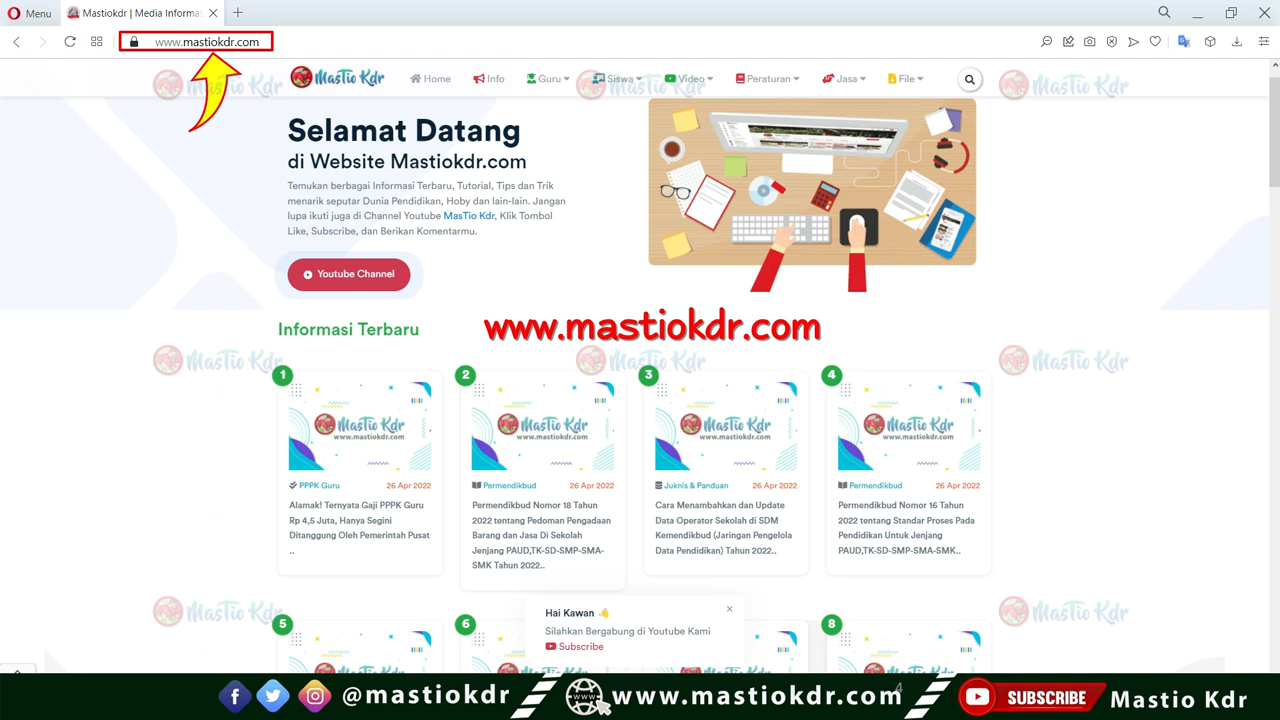 Menu
Mastiokdr | Media Informa
www.mastiokdr.com
MasTio Kdr
Home
Info
Guru
Siswa
Video
Peraturan
Jasa
File
MasTio Kdr
MasTio Kdr
MasTio Kdr
Selamat Datang
di Website Mastiokdr.com
Temukan berbagai Informasi Terbaru, Tutorial, Tips dan Trik
menarik seputar Dunia Pendidikan, Hoby dan lain-lain. Jangan
lupa ikuti juga di Channel Youtube MasTio Kdr, Klik Tombol
Like, Subscribe, dan Berikan Komentarmu.
Youtube Channel
Informasi Terbaru
www.mastiokdr.com
MasTio Kdr
MasTio Kdr
MasTio Kdr
1
MasTio Kdr
www.mastiokdr.com
PPPK Guru
26 Apr 2022
Alamak! Ternyata Gaji PPPK Guru
Rp 4,5 Juta, Hanya Segini
Ditanggung Oleh Pemerintah Pusat
..
2
MasTio Kdr
www.mastiokdr.com
Permendikbud
26 Apr 2022
Permendikbud Nomor 18 Tahun
2022 tentang Pedoman Pengadaan
Barang dan Jasa Di Sekolah
Jenjang PAUD,TK-SD-SMP-SMA-
SMK Tahun 2022..
3
MasTio Kdr
www.mastiokdr.com
Juknis & Panduan
26 Apr 2022
Cara Menambahkan dan Update
Data Operator Sekolah di SDM
Kemendikbud (Jaringan Pengelola
Data Pendidikan) Tahun 2022..
4
MasTio Kdr
www.mastiokdr.com
Permendikbud
26 Apr 2022
Permendikbud Nomor 16 Tahun
2022 tentang Standar Proses Pada
Pendidikan Untuk Jenjang
PAUD,TK-SD-SMP-SMA-SMK..
MasTio Kdr
MasTio Kdr
5
6
8
Hai Kawan
Silahkan Bergabung di Youtube Kami
Subscribe
@mastiokdr
www.mastiokdr.com
4
SUBSCRIBE
Mastio Kdr